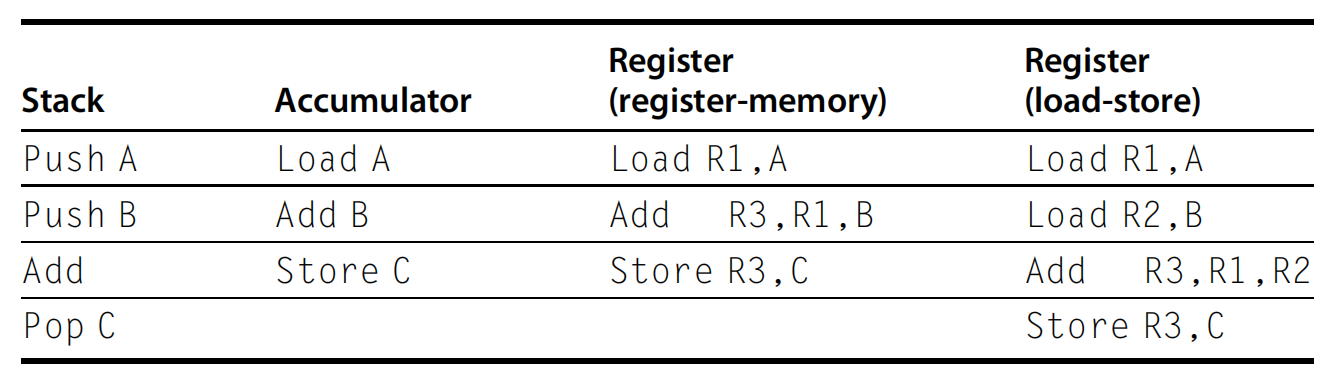 Stack Accumulator Register (register-memory) Register (load-store)
Push A Load A Load R1,A Load R1,A
Push B Add B Add R3,R1,B Load R2,B
Add Store C Store R3,C Add R3,R1,R2
Pop C Store R3,C